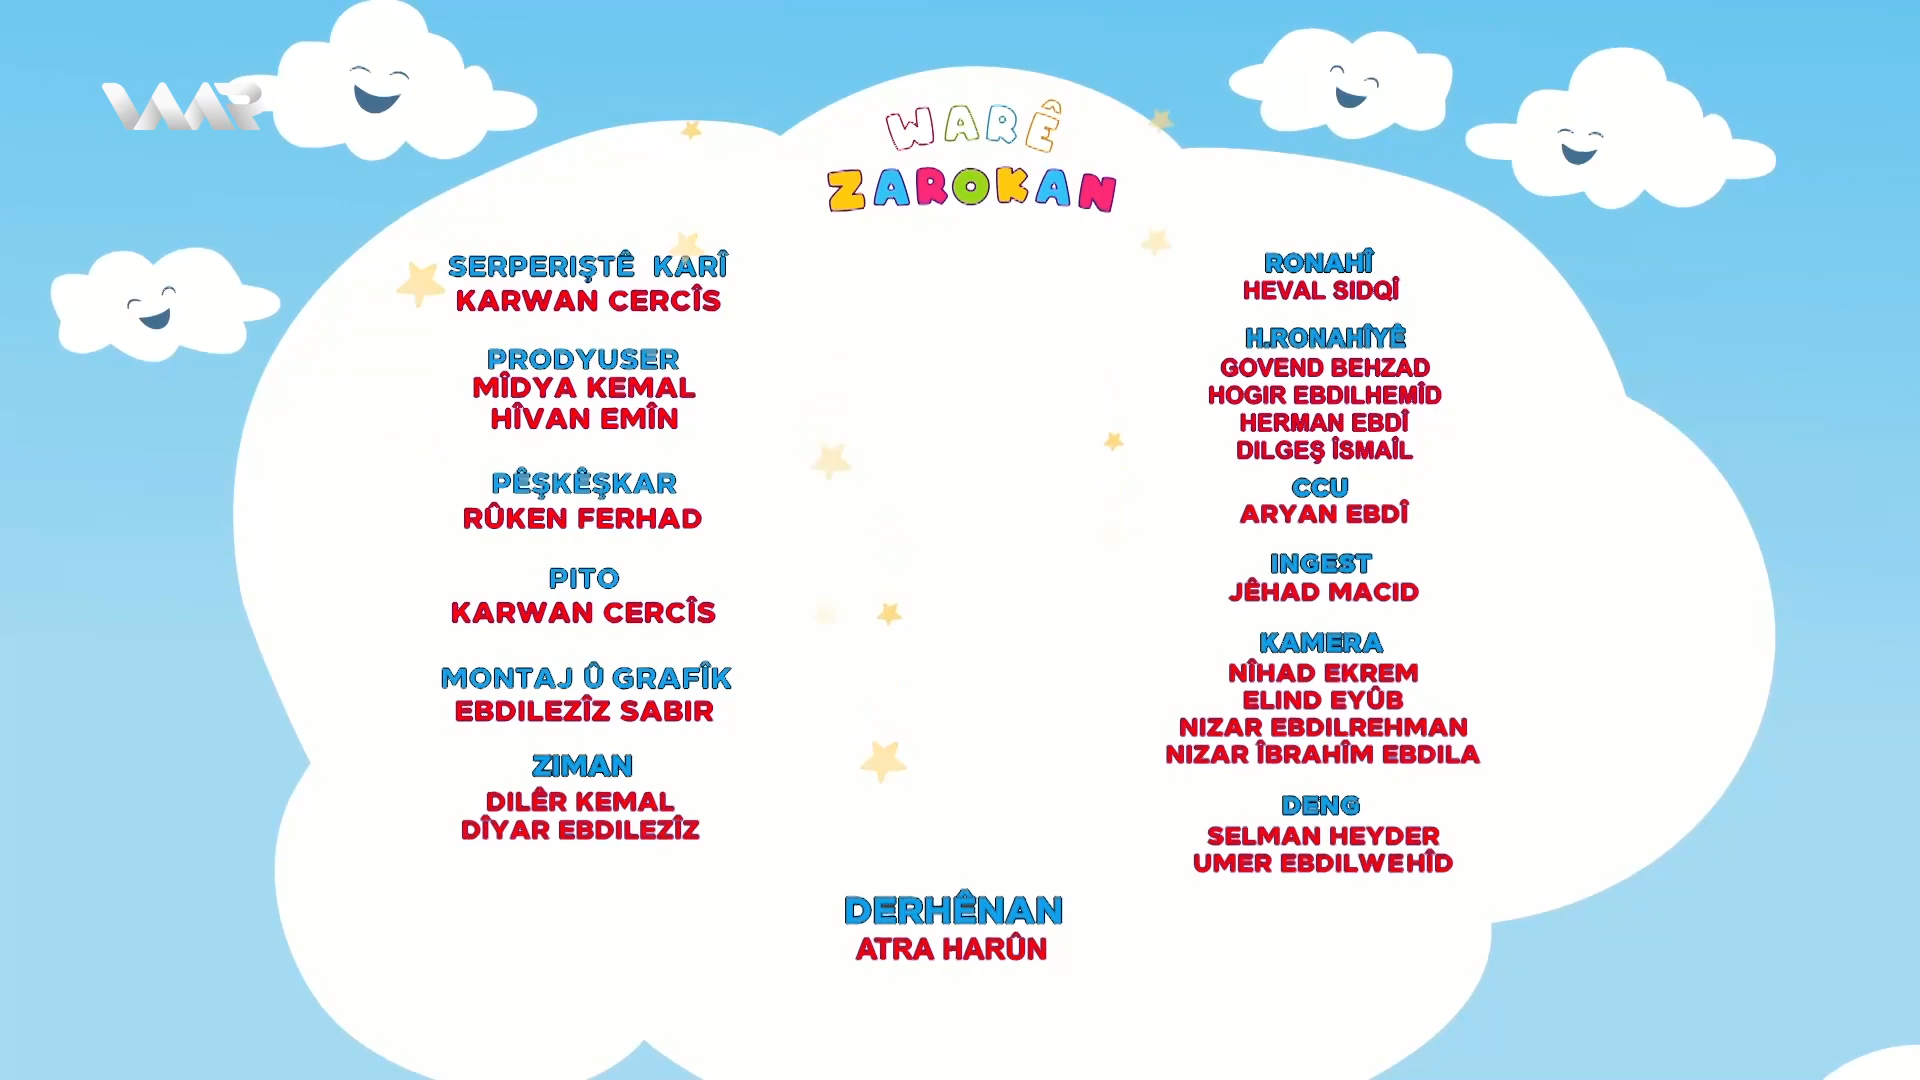 WAAR
WARÊ
ZAROKAN
SERPERIŞTÊ KARÎ
KARWAN CERCÎS
PRODYUSER
MÎDYA KEMAL
HÎVAN EMÎN
PÊŞKÊŞKAR
RÛKEN FERHAD
PITO
KARWAN CERCÎS
MONTAJ Û GRAFÎK
EBDILEZÎZ SABIR
ZIMAN
DILÊR KEMAL
DÎYAR EBDILEZÎZ
RONAHÎ
HEVAL SIDQÎ
H.RONAHÎYÊ
GOVEND BEHZAD
HOGIR EBDILHEMÎD
HERMAN EBDÎ
DILGEŞ ÎSMAÎL
CCU
ARYAN EBDÎ
INGEST
JÊHAD MACID
KAMERA
NÎHAD EKREM
ELIND EYÛB
NIZAR EBDILREHMAN
NIZAR ÎBRAHÎM EBDILA
DENG
SELMAN HEYDER
UMER EBDILWEHÎD
DERHÊNAN
ATRA HARÛN